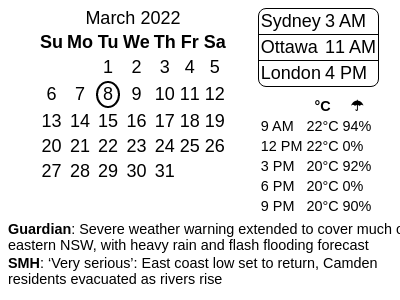 March 2022
Su Mo Tu We Th Fr Sa
1 2 3 4 5
6 7 8 9 10 11 12
13 14 15 16 17 18 19
20 21 22 23 24 25 26
27 28 29 30 31
Sydney 3 AM
Ottawa 11 AM
London 4 PM
°C ☂
9 AM 22°C 94%
12 PM 22°C 0%
3 PM 20°C 92%
6 PM 20°C 0%
9 PM 20°C 90%
Guardian: Severe weather warning extended to cover much o
eastern NSW, with heavy rain and flash flooding forecast
SMH: ‘Very serious’: East coast low set to return, Camden
residents evacuated as rivers rise